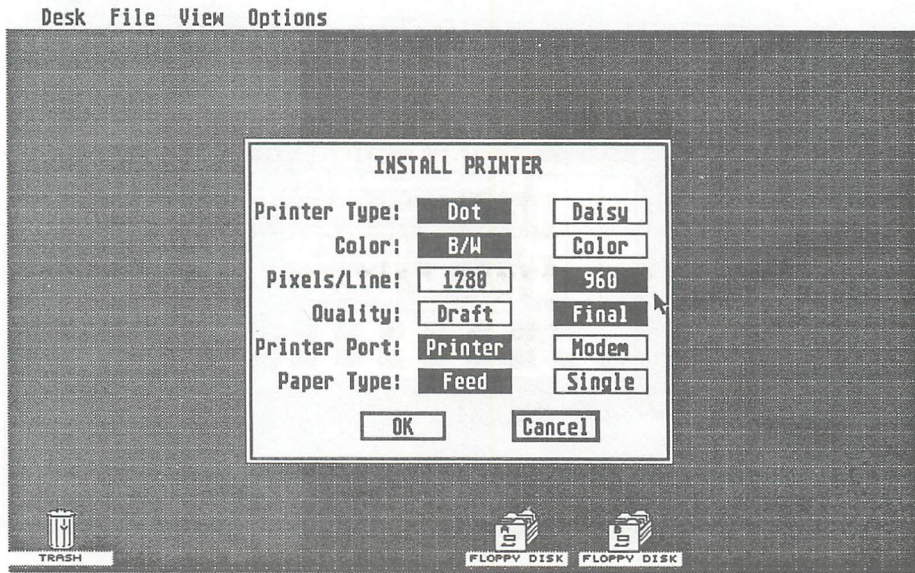 Desk File View Options
INSTALL PRINTER
Printer Type: Dot Daisy
Color: B/W Color
Pixels/Line: 1280 960
Quality: Draft Final
Printer Port: Printer Modem
Paper Type: Feed Single
OK Cancel
A B
TRASH FLOPPY DISK FLOPPY DISK